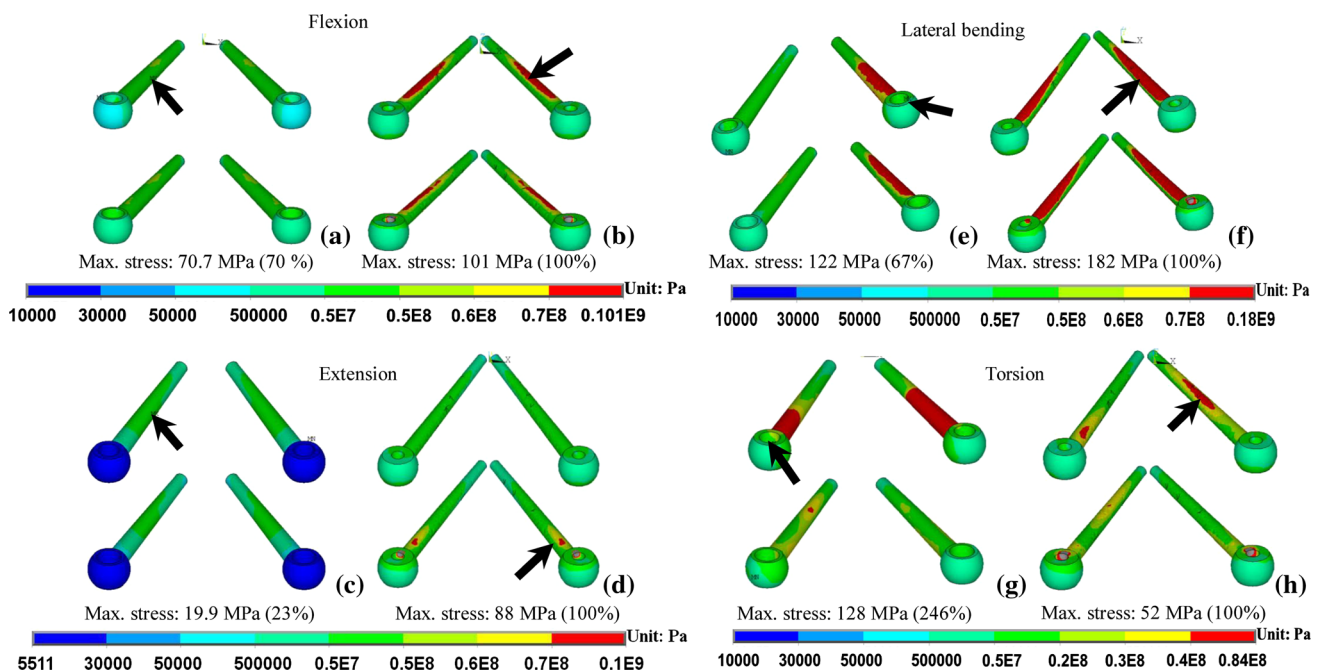 Flexion
(a)
(b)
Max. stress: 70.7 MPa (70 %)
Max. stress: 101 MPa (100%)
Unit: Pa
10000 30000 50000 500000 0.5E7 0.5E8 0.6E8 0.7E8 0.101E9
Lateral bending
(e)
(f)
Max. stress: 122 MPa (67%)
Max. stress: 182 MPa (100%)
Unit: Pa
10000 30000 50000 500000 0.5E7 0.5E8 0.6E8 0.7E8 0.18E9
Extension
(c)
(d)
Max. stress: 19.9 MPa (23%)
Max. stress: 88 MPa (100%)
Unit: Pa
5511 30000 50000 500000 0.5E7 0.5E8 0.6E8 0.7E8 0.1E9
Torsion
(g)
(h)
Max. stress: 128 MPa (246%)
Max. stress: 52 MPa (100%)
Unit: Pa
10000 30000 50000 500000 0.5E7 0.2E8 0.3E8 0.4E8 0.84E8